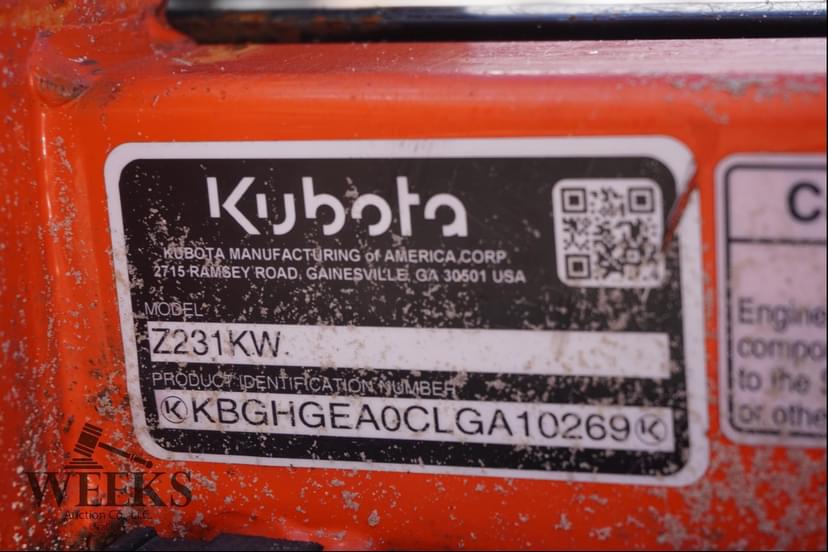 Kubota
KUBOTA MANUFACTURING of AMERICA CORP.
2715 RAMSEY ROAD, GAINESVILLE, GA 30501 USA
MODEL
Z231KW
PRODUCT IDENTIFICATION NUMBER
KBGHGEA0CLGA10269
C
Engine
compo
to the S
or othe
WEEKS
Auction Co., LLC.